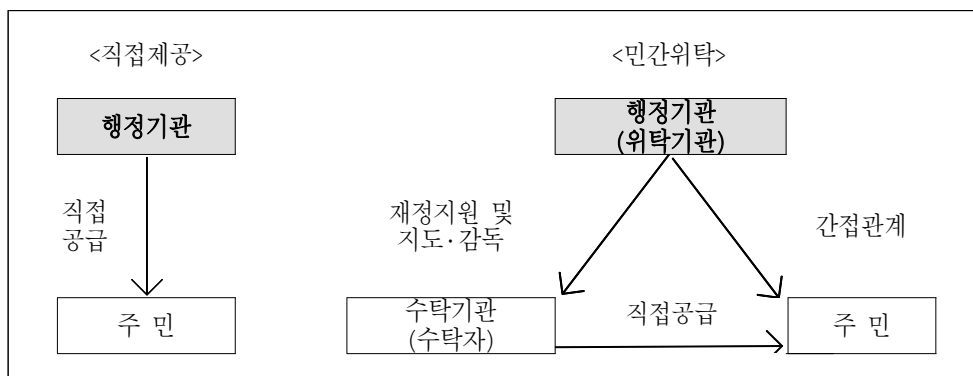 <직접제공>
<민간위탁>
행정기관
행정기관
(위탁기관)
직접
공급
재정지원 및
지도·감독
간접관계
주 민
수탁기관
(수탁자)
직접공급
주 민